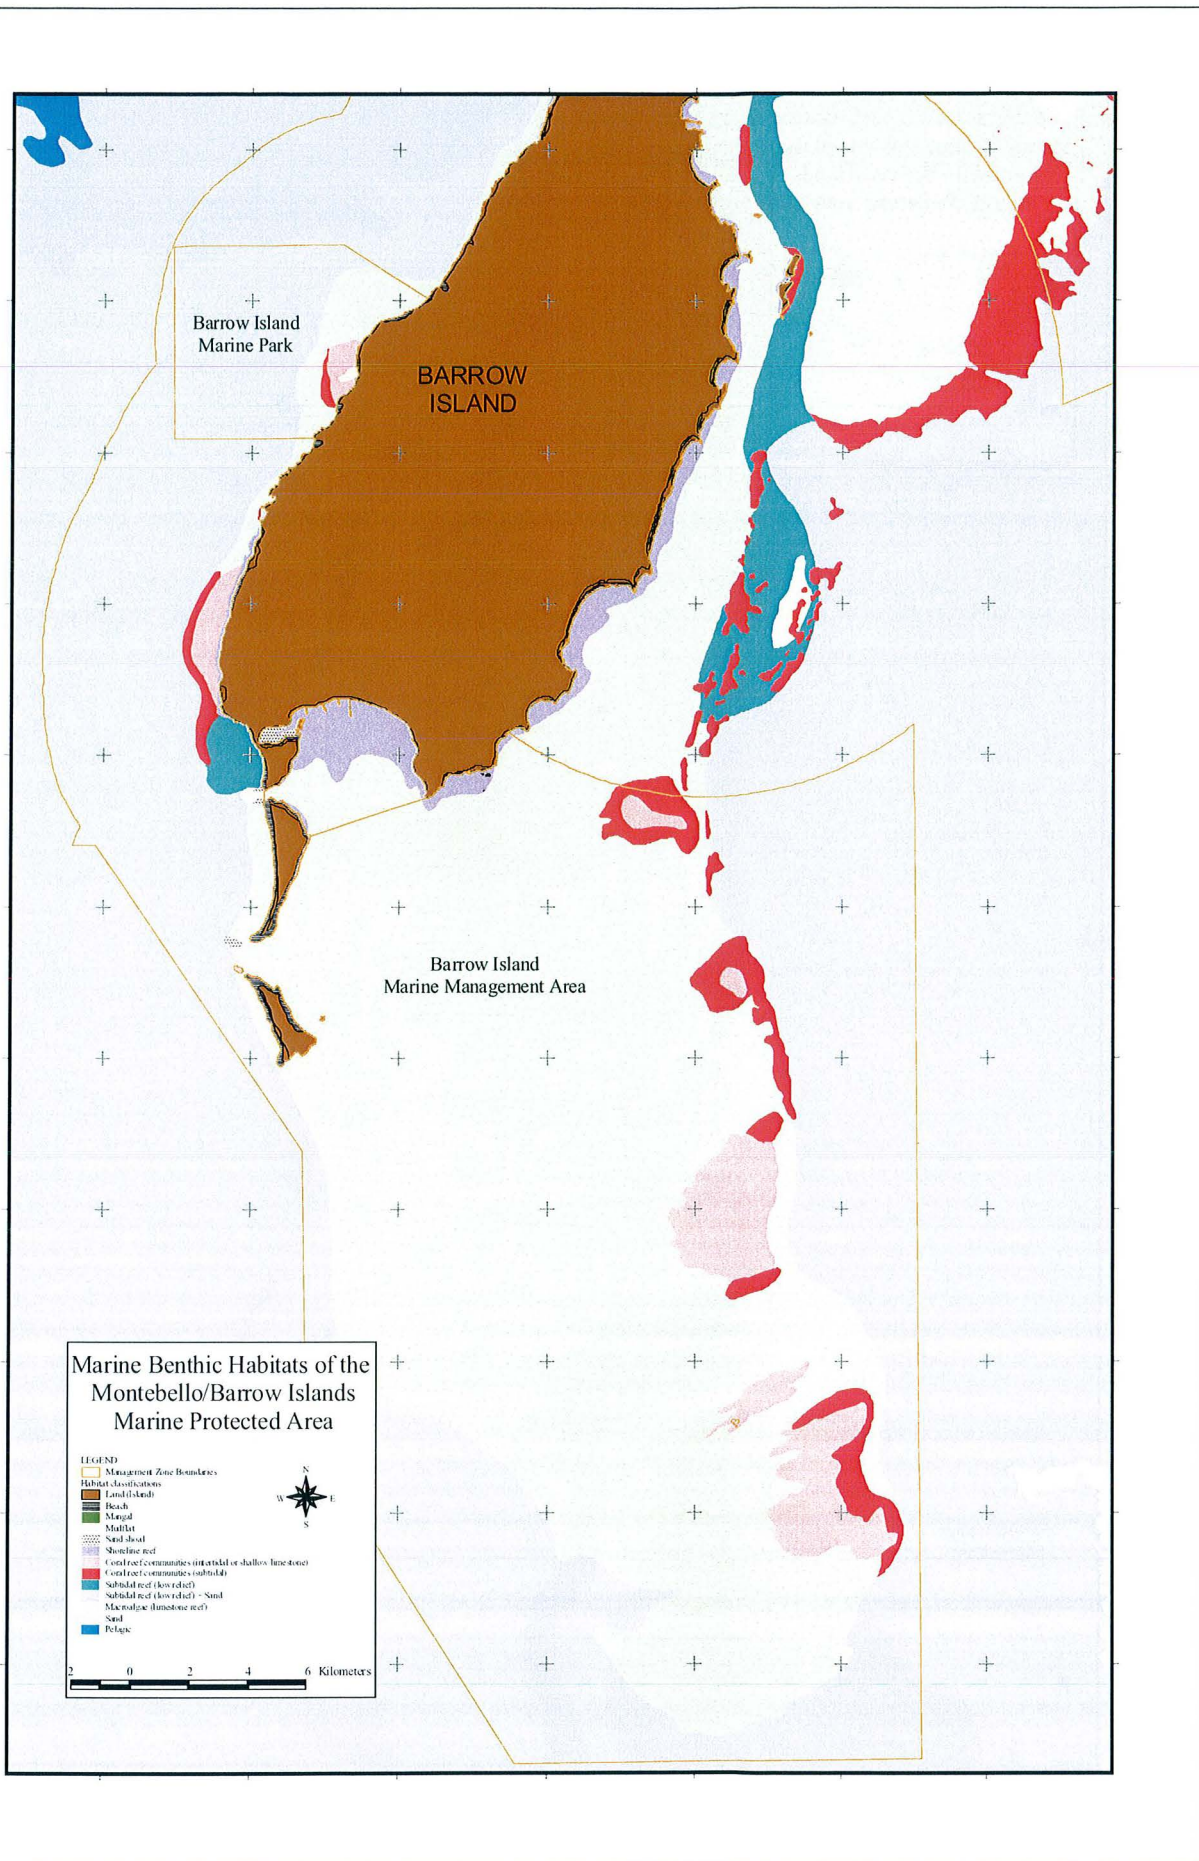 Barrow Island
Marine Park
BARROW
ISLAND
Barrow Island
Marine Management Area
Marine Benthic Habitats of the
Montebello/Barrow Islands
Marine Protected Area
LEGEND
Management Zone Boundaries
Habitat classifications
Land (Island)
Beach
Mangal
Mudflat
Sand shoal
Shoreline reef
Coral reef communities (intertidal or shallow limestone)
Coral reef communities (subtidal)
Subtidal reef (low relief)
Subtidal reef (low relief) - Sand
Macroalgae (limestone reef)
Sand
Pelagic
N
W E
S
2 0 2 4 6 Kilometers